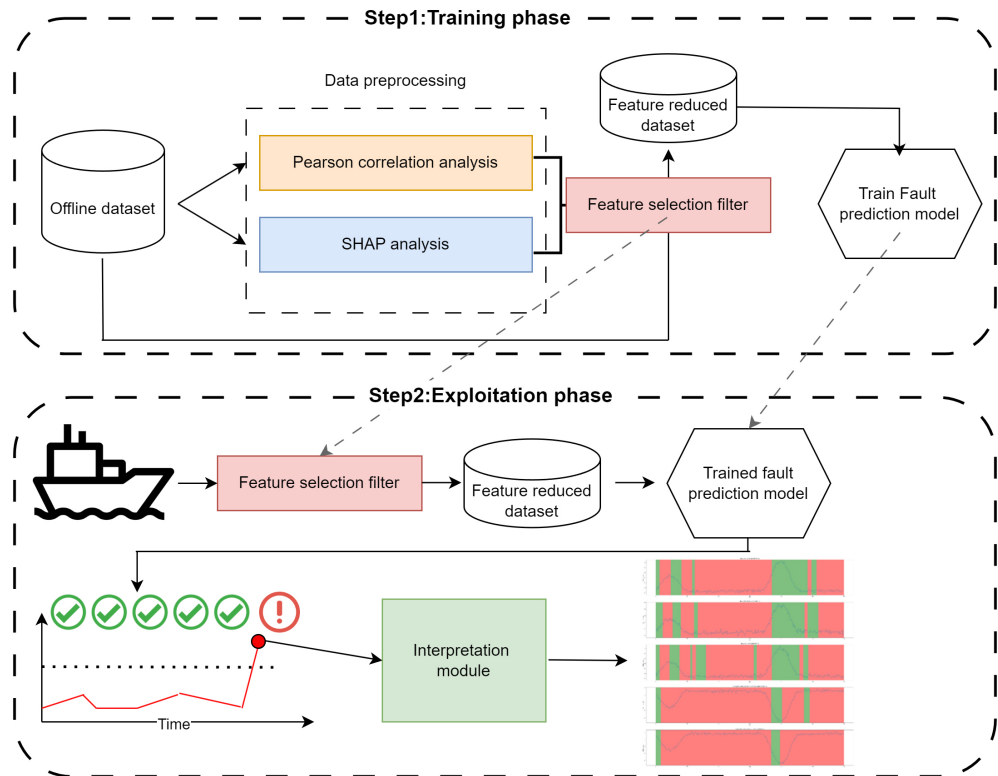 Step1:Training phase
Data preprocessing
Offline dataset
Pearson correlation analysis
SHAP analysis
Feature selection filter
Feature reduced
dataset
Train Fault
prediction model
Step2:Exploitation phase
Feature selection filter
Feature reduced
dataset
Trained fault
prediction model
Time
Interpretation
module